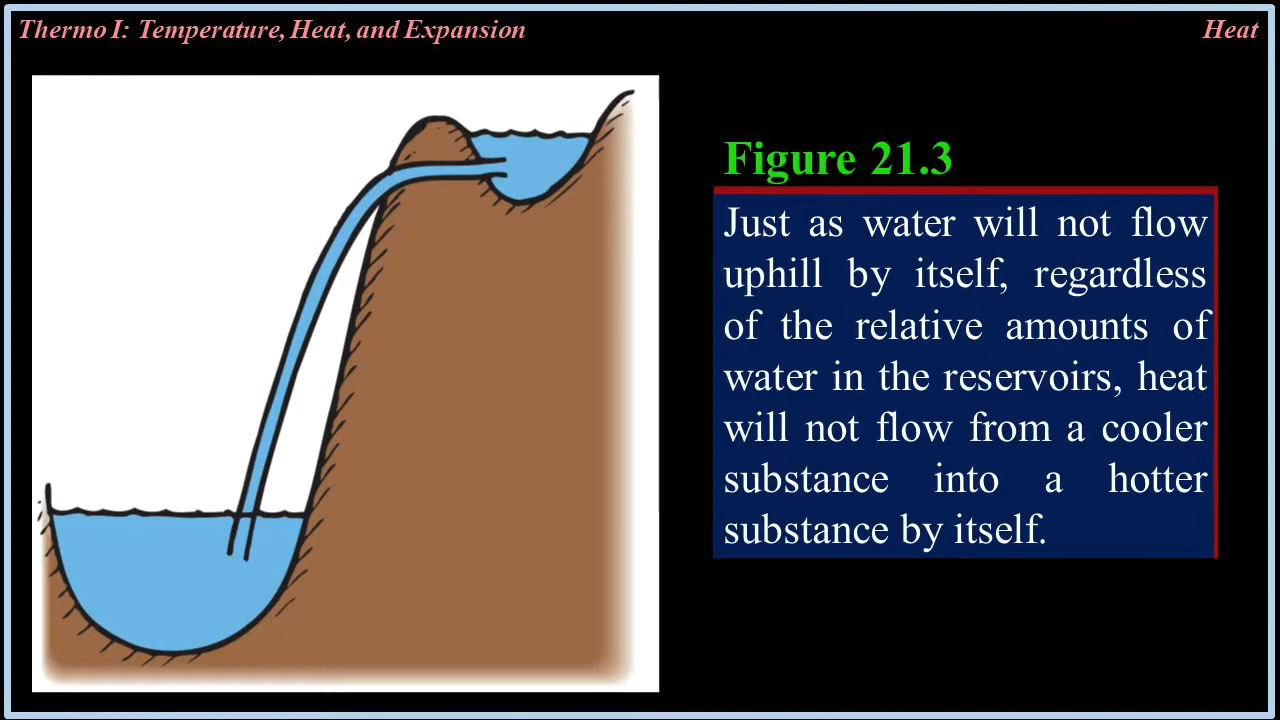 Thermo I: Temperature, Heat, and Expansion
Heat
Figure 21.3
Just as water will not flow
uphill by itself, regardless
of the relative amounts of
water in the reservoirs, heat
will not flow from a cooler
substance into a hotter
substance by itself.